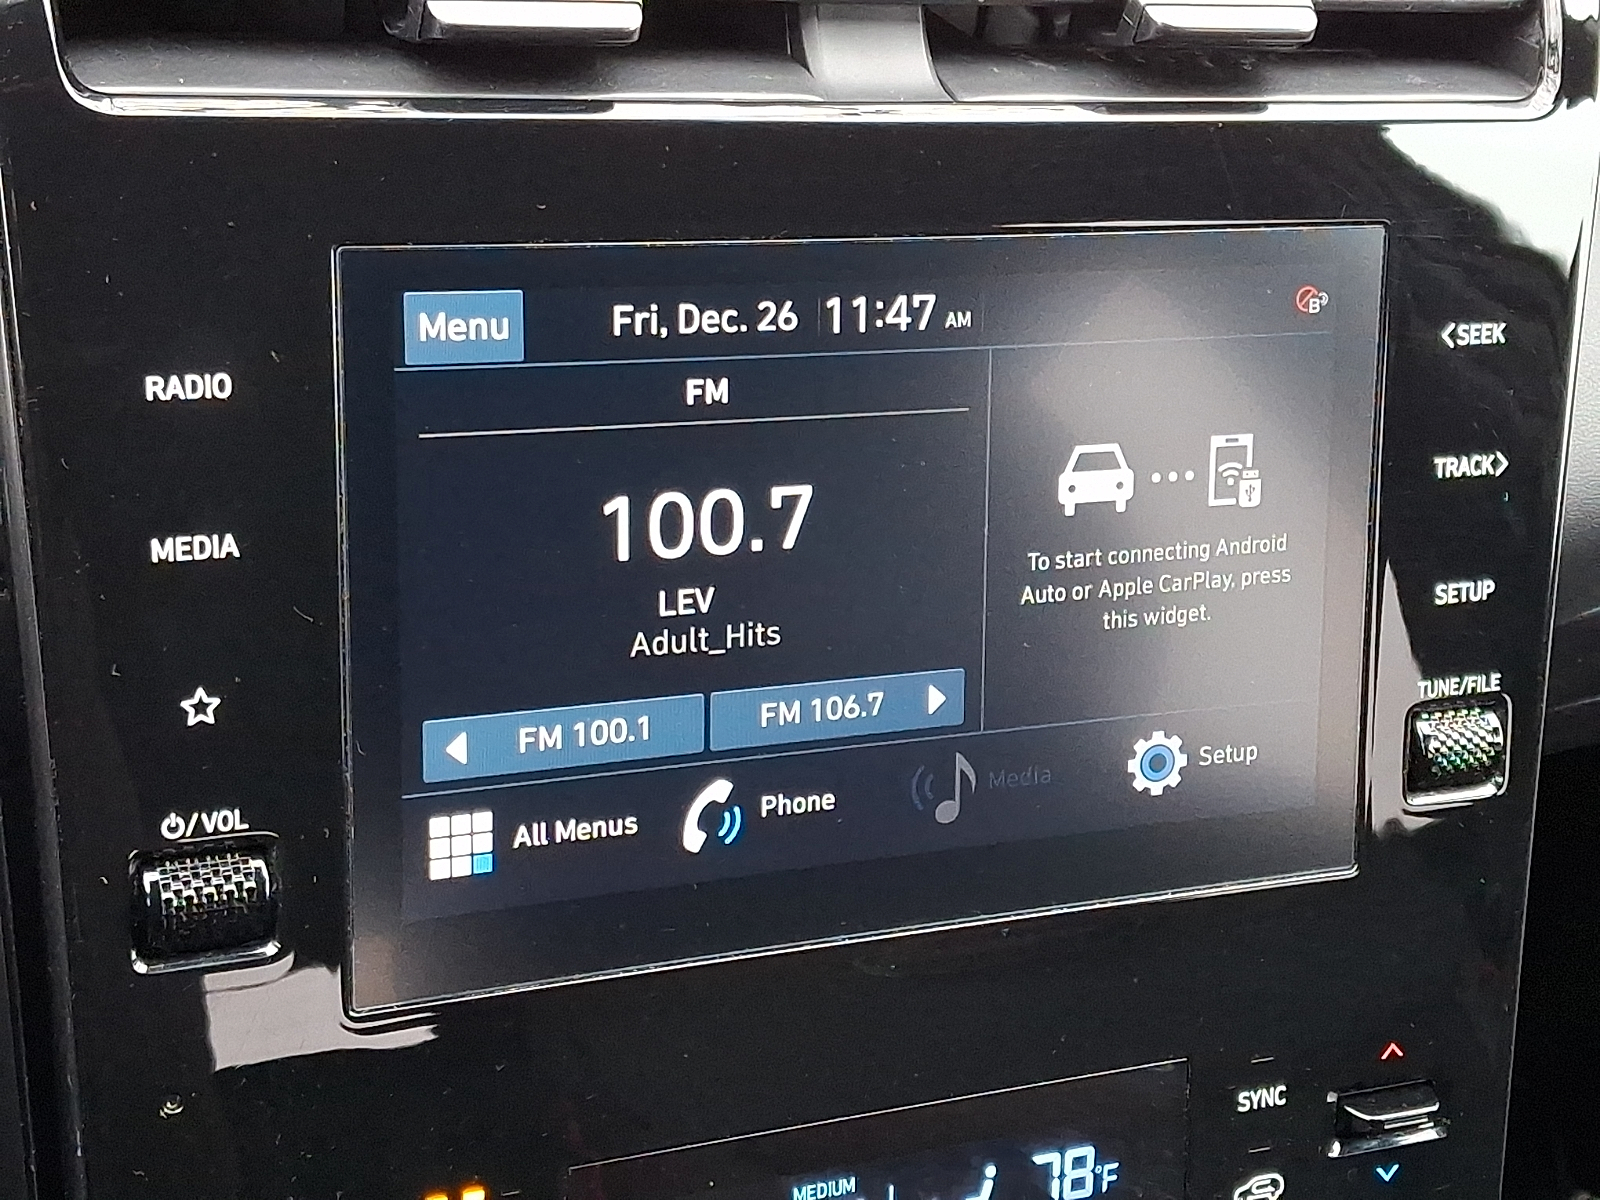 Menu
Fri, Dec. 26 11:47 AM
B
<SEEK
RADIO
FM
TRACK>
100.7
To start connecting Android
Auto or Apple CarPlay, press
this widget.
MEDIA
LEV
Adult_Hits
SETUP
FM 100.1
FM 106.7
TUNE/FILE
All Menus
Phone
Media
Setup
/VOL
SYNC
MEDIUM
78°F